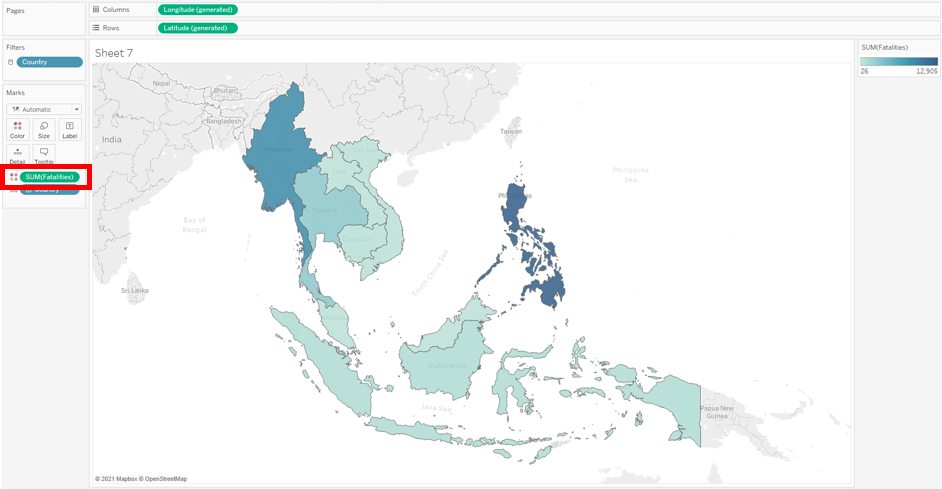 Pages
Columns
Longitude (generated)
Rows
Latitude (generated)
Filters
Country
Marks
Automatic
Color
Size
Label
Detail
Tooltip
SUM(Fatalities)
Country
Sheet 7
Nepal
Bhutan
Bangladesh
India
Taiwan
Myanmar
Philippine
Sea
Bay of
Bengal
Thailand
South China Sea
Sri Lanka
Malaysia
Indonesia
Java Sea
Papua New
Guinea
© 2021 Mapbox © OpenStreetMap
SUM(Fatalities)
26
12,905